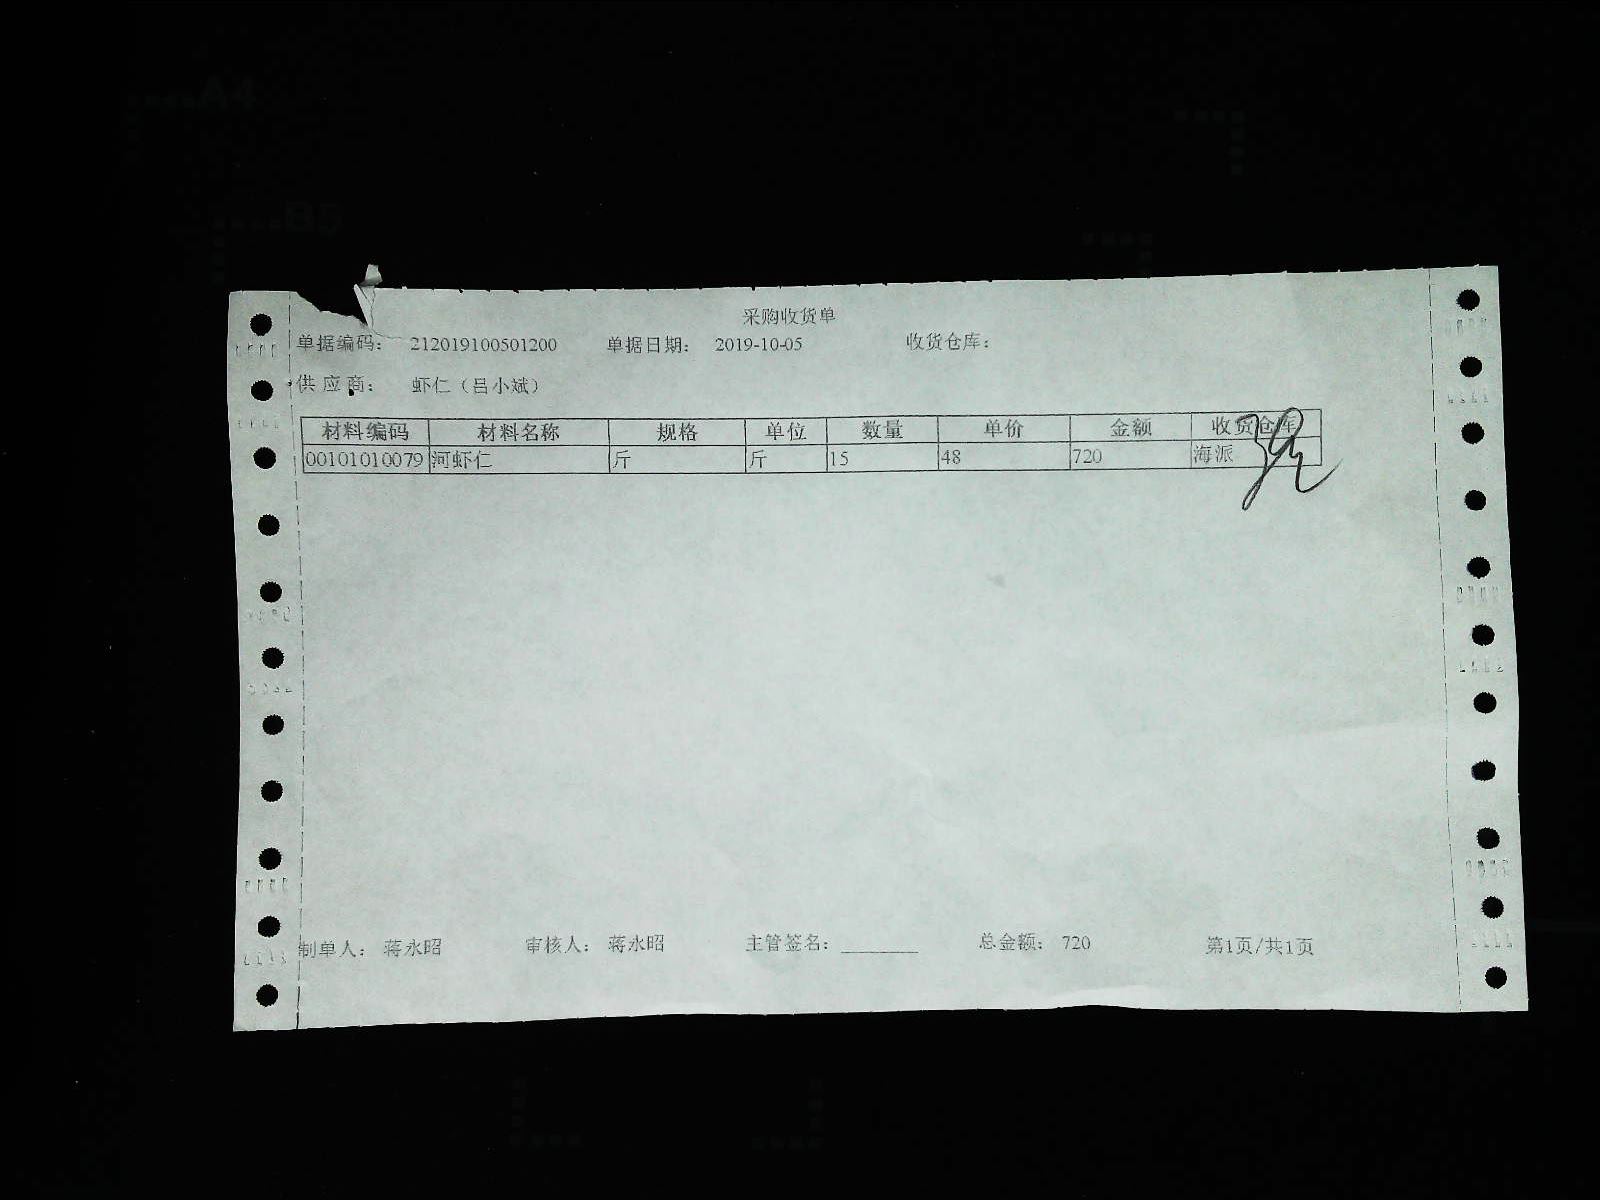 采购收货单
单据编码： 212019100501200 单据日期： 2019-10-05 收货仓库：
供应商： 虾仁（吕小斌）
材料编码 材料名称 规格 单位 数量 单价 金额 收货仓库
00101010079 河虾仁 斤 斤 15 48 720 海派
制单人： 蒋永昭 审核人： 蒋永昭 主管签名： 总金额： 720 第1页/共1页